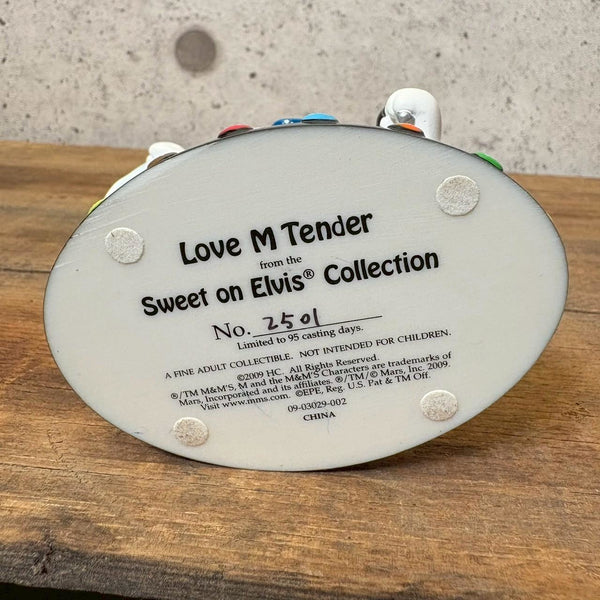 Love M Tender
from the
Sweet on Elvis® Collection
No. 2501
Limited to 95 casting days.
A FINE ADULT COLLECTIBLE. NOT INTENDED FOR CHILDREN.
©2009 HC. All Rights Reserved.
®/TM M&M'S, M and the M&M'S Characters are trademarks of
Mars, Incorporated and its affiliates. ®/TM/© Mars, Inc. 2009.
Visit www.mms.com. ©EPE, Reg. U.S. Pat & TM Off.
09-03029-002
CHINA